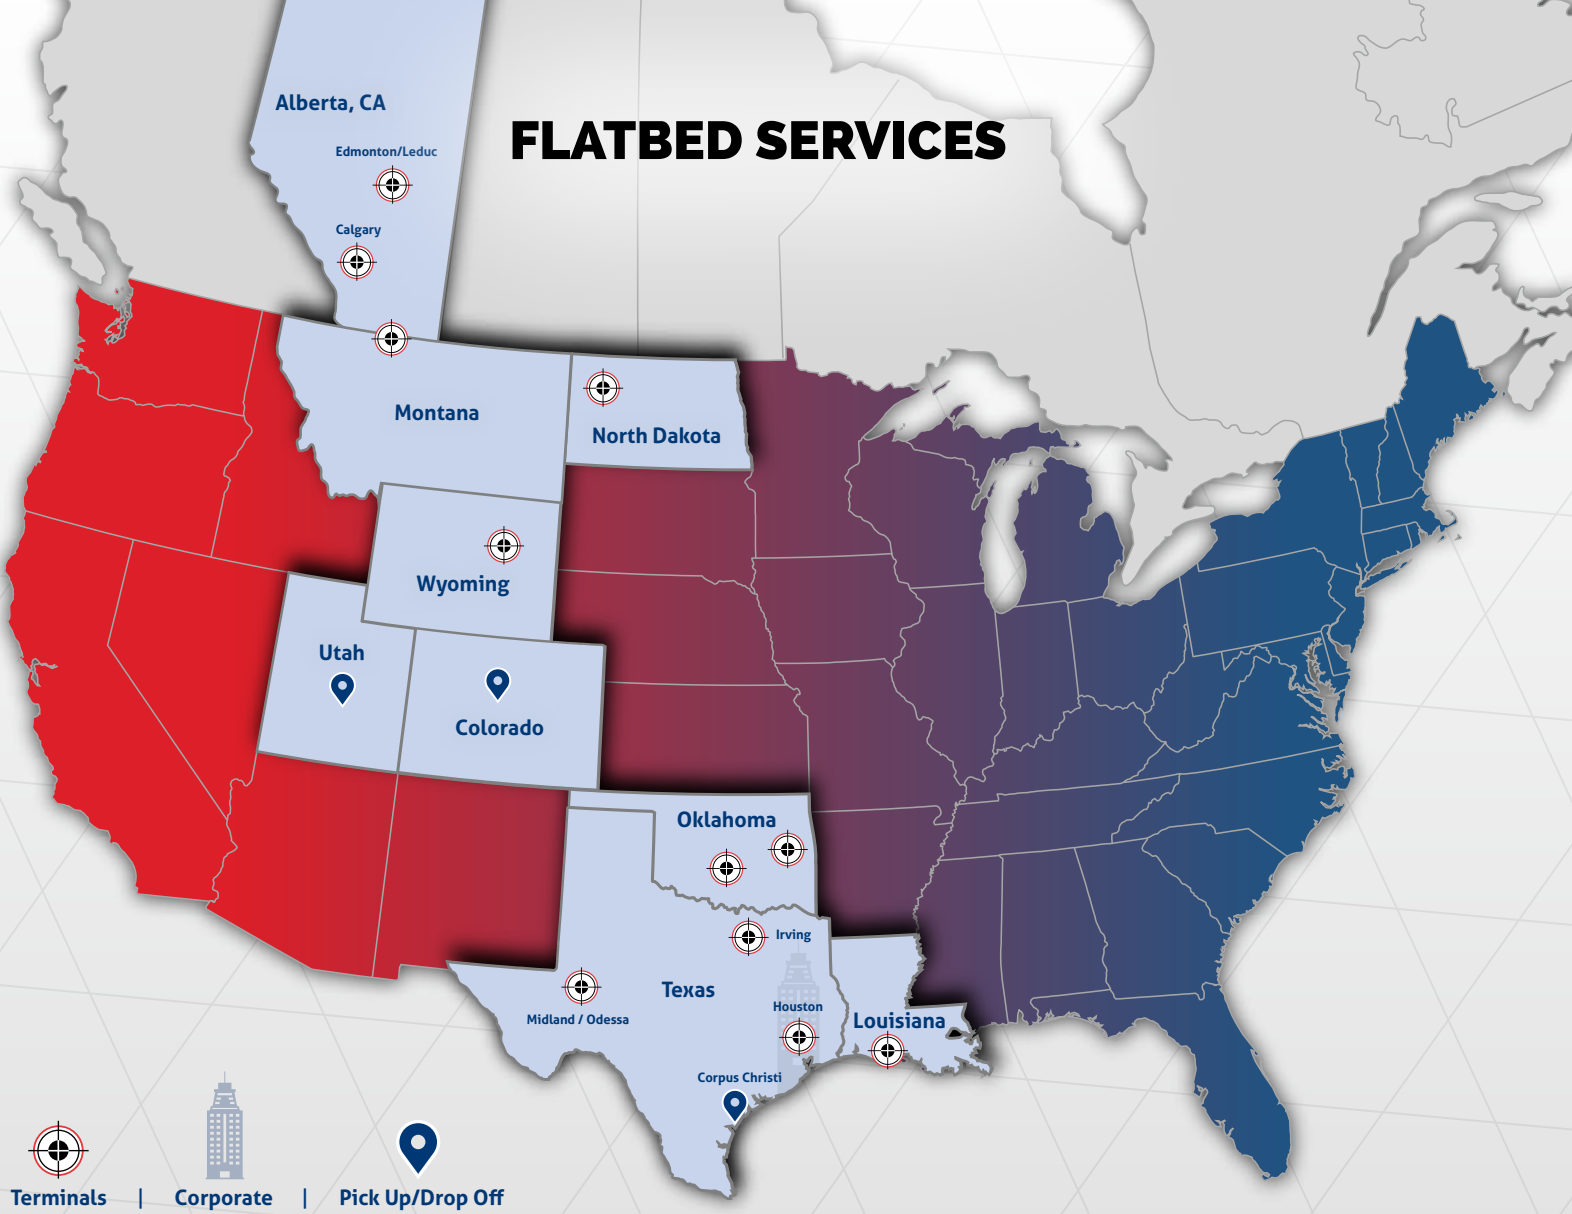 Alberta, CA
FLATBED SERVICES
Edmonton/Leduc
Calgary
Montana
North Dakota
Wyoming
Utah
Colorado
Oklahoma
Irving
Texas
Midland / Odessa
Houston
Louisiana
Corpus Christi
Terminals | Corporate | Pick Up/Drop Off